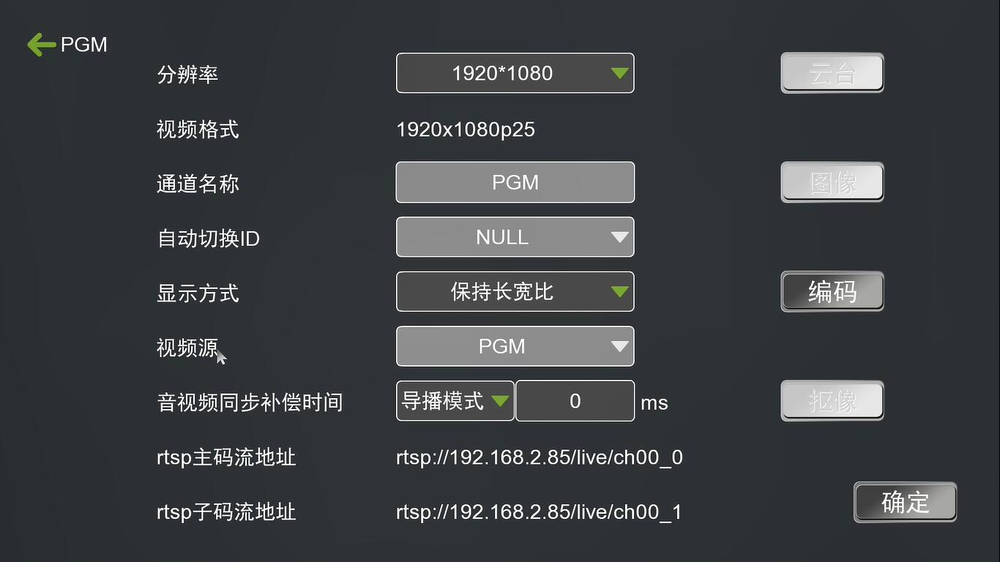 PGM
分辨率 1920*1080 云台
视频格式 1920x1080p25
通道名称 PGM 图像
自动切换ID NULL
显示方式 保持长宽比 编码
视频源 PGM
音视频同步补偿时间 导播模式 0 ms 抠像
rtsp主码流地址 rtsp://192.168.2.85/live/ch00_0
rtsp子码流地址 rtsp://192.168.2.85/live/ch00_1
确定